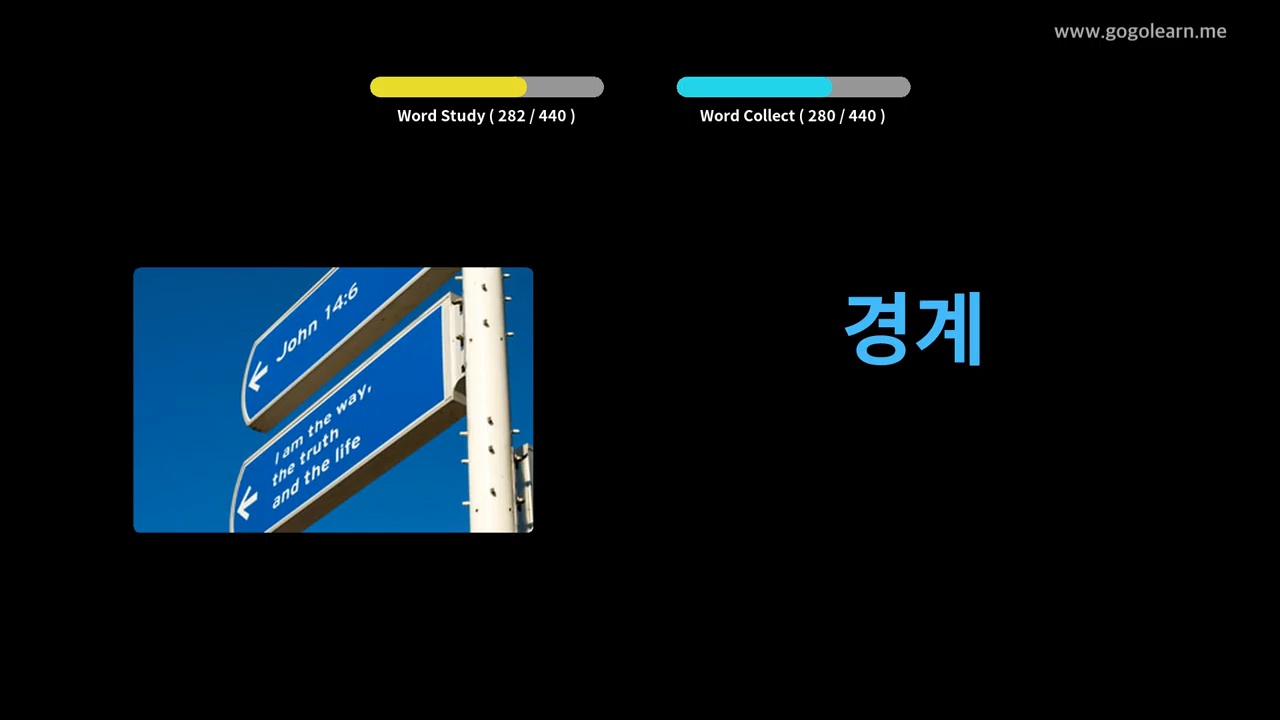 www.gogolearn.me
Word Study ( 282 / 440 )
Word Collect ( 280 / 440 )
John 14:6
I am the way,
the truth
and the life
경계